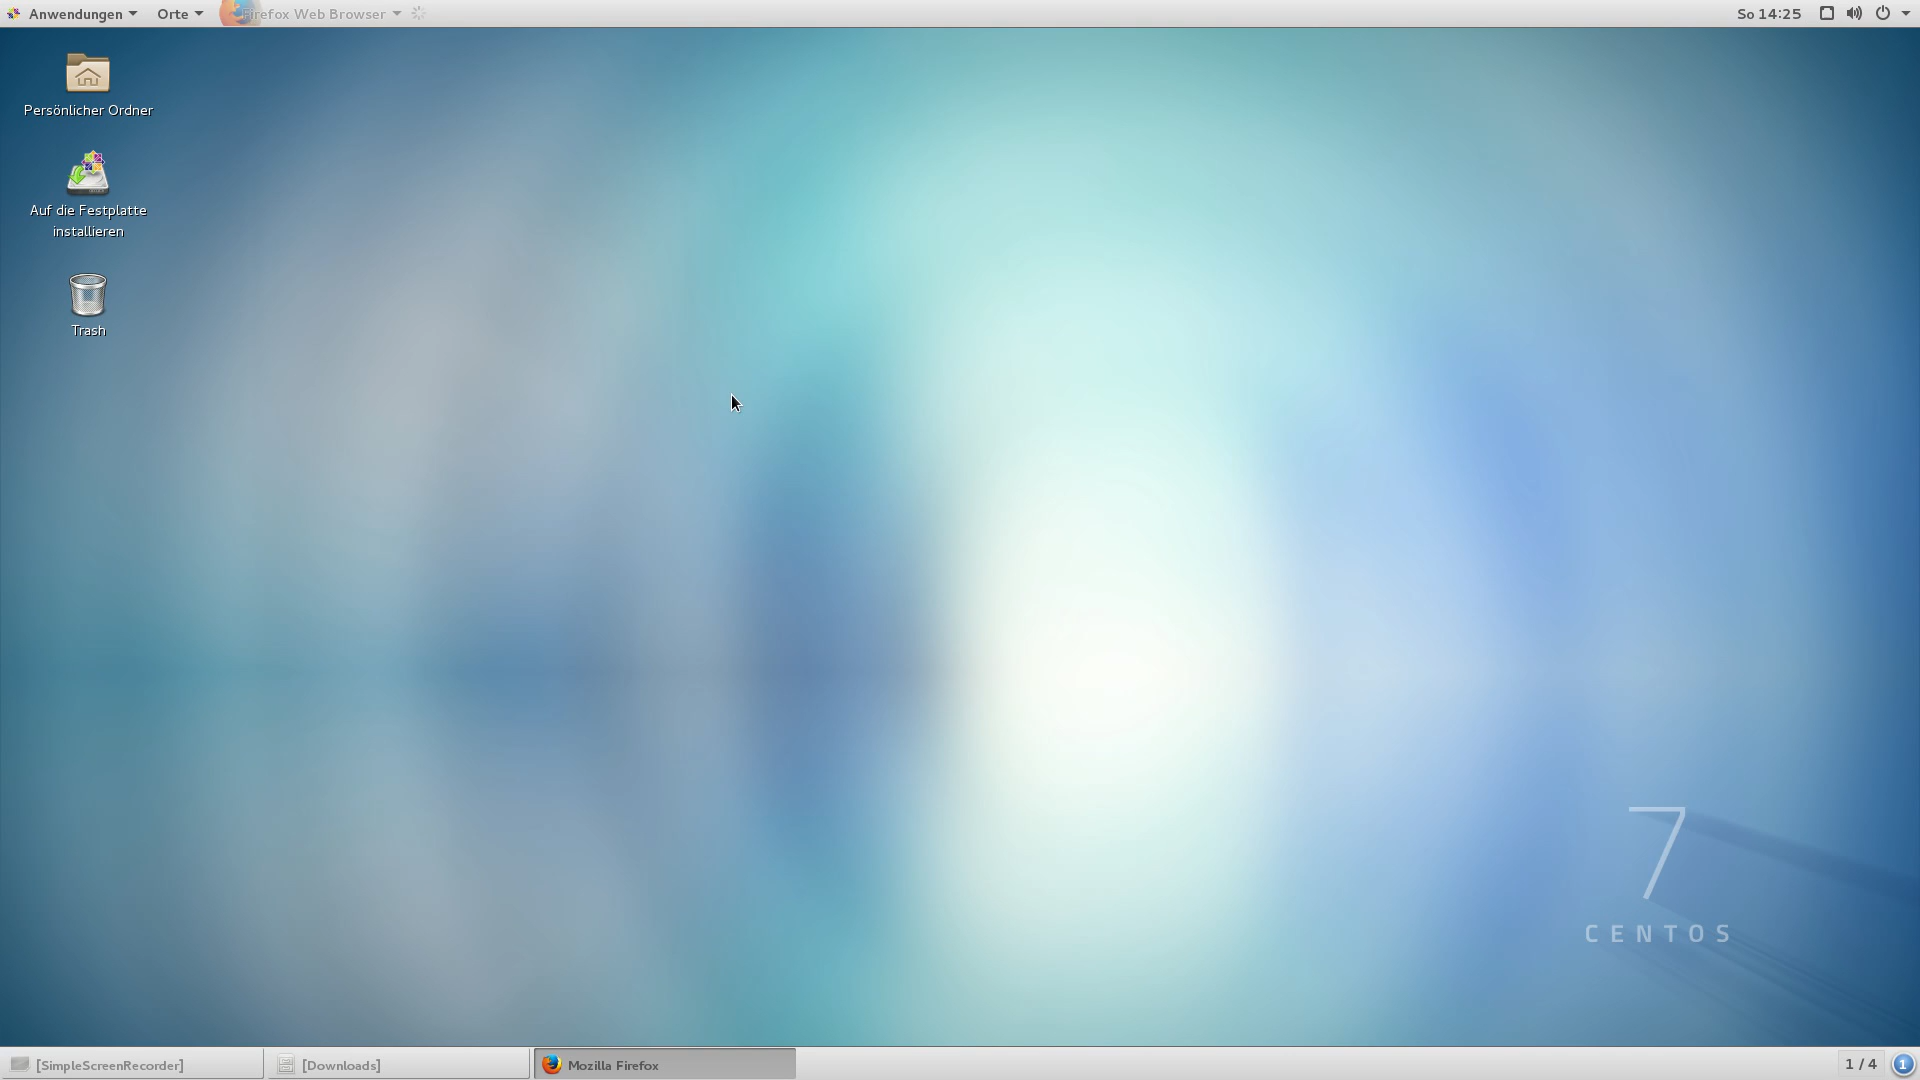 Anwendungen Orte Firefox Web Browser So 14:25
Persönlicher Ordner
Auf die Festplatte
installieren
Trash
7
CENTOS
[SimpleScreenRecorder] [Downloads] Mozilla Firefox 1 / 4 1